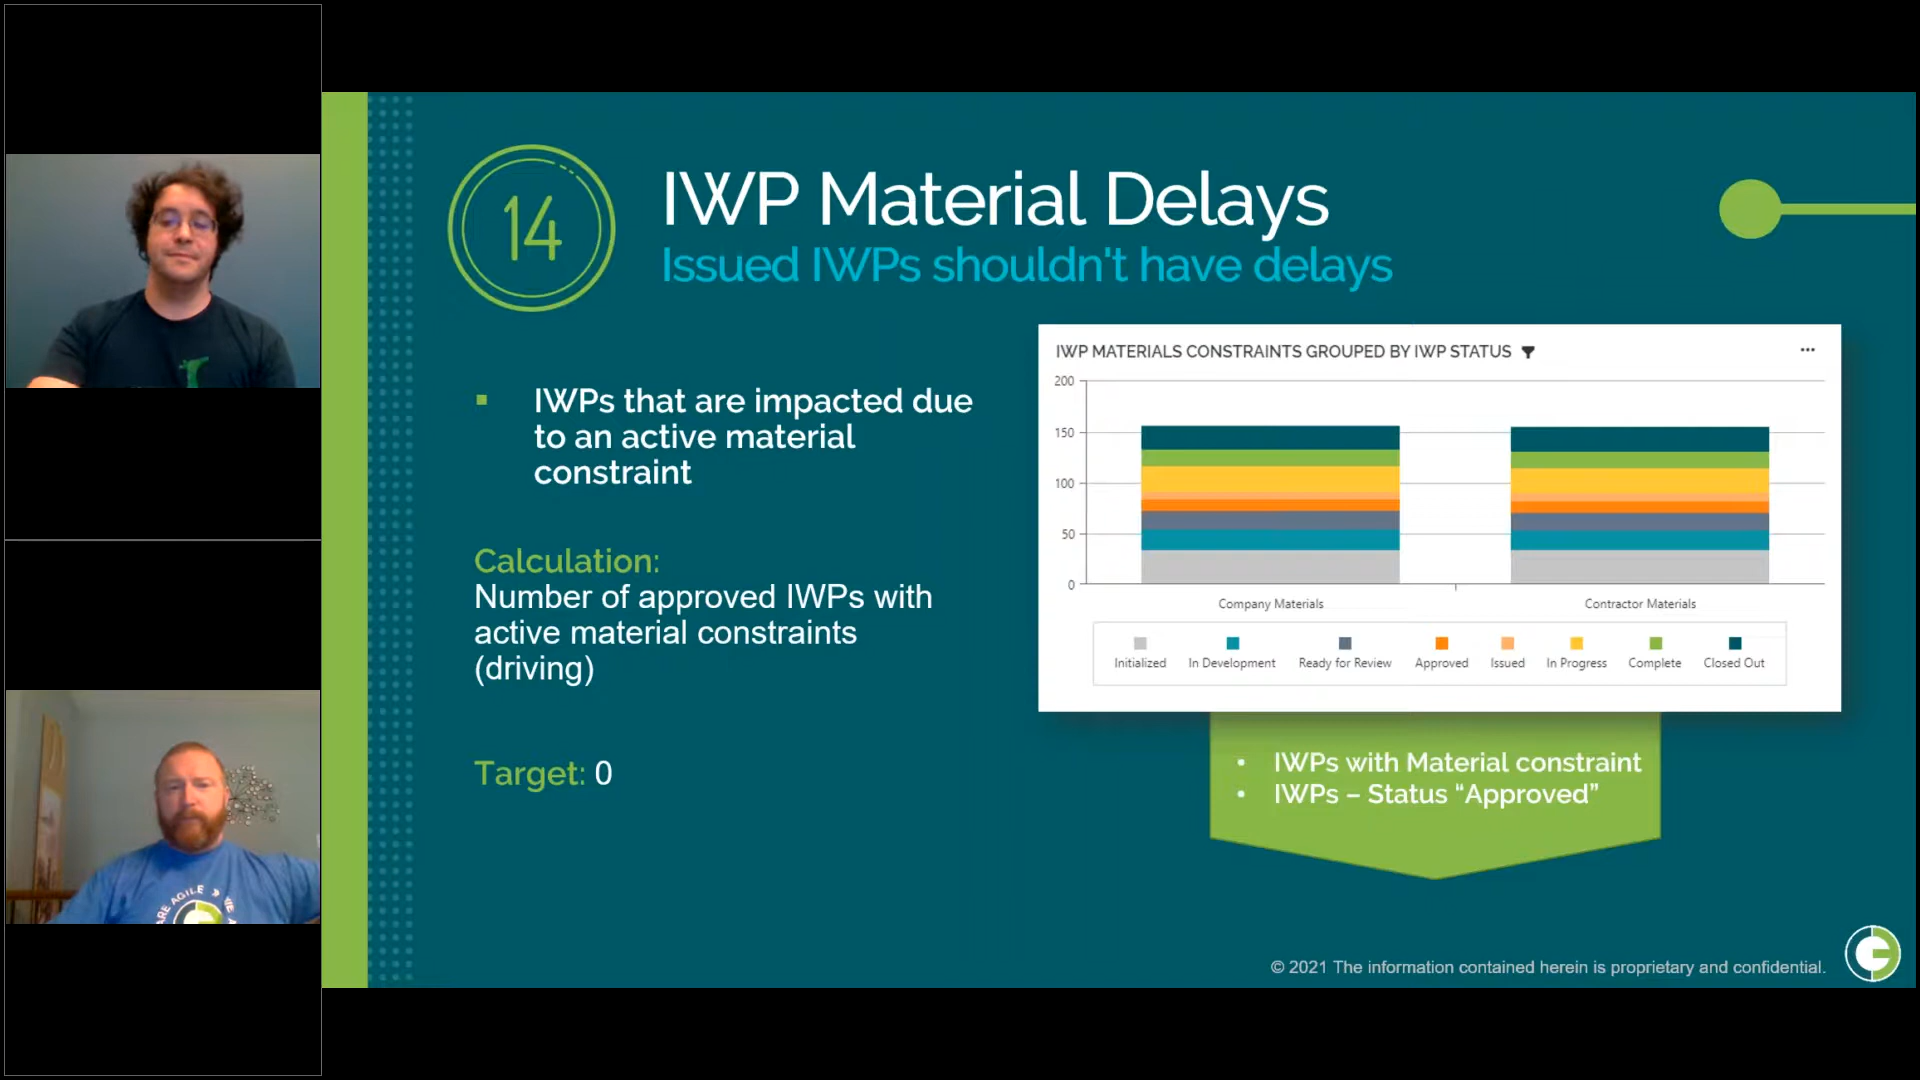 14
IWP Material Delays
Issued IWPs shouldn't have delays
IWPs that are impacted due
to an active material
constraint
Calculation:
Number of approved IWPs with
active material constraints
(driving)
Target: 0
IWP MATERIALS CONSTRAINTS GROUPED BY IWP STATUS
200
150
100
50
0
Company Materials
Contractor Materials
Initialized
In Development
Ready for Review
Approved
Issued
In Progress
Complete
Closed Out
IWPs with Material constraint
IWPs – Status “Approved”
© 2021 The information contained herein is proprietary and confidential.
ARE AGILE